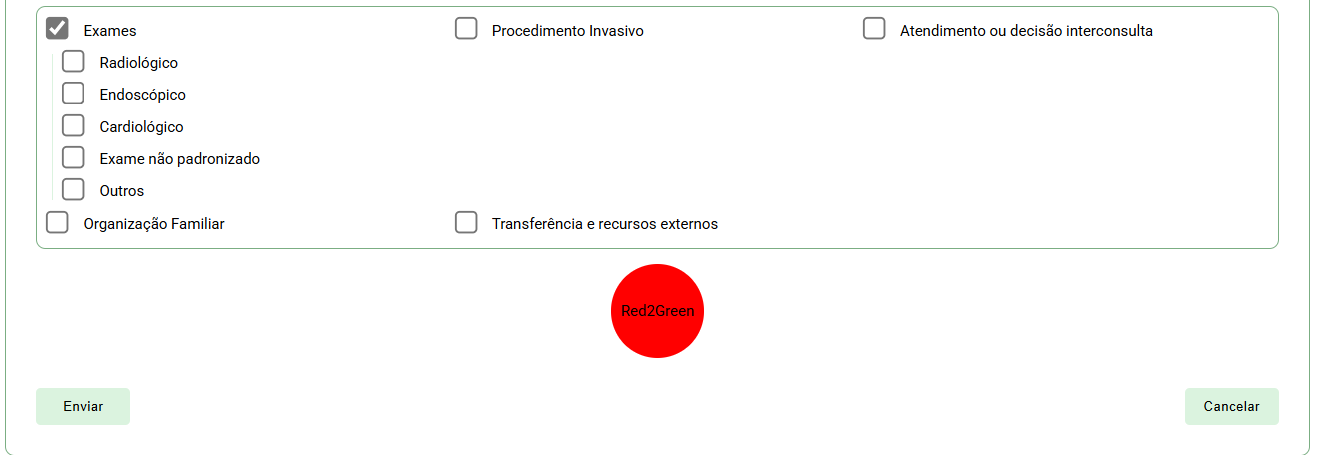 Exames
Procedimento Invasivo
Atendimento ou decisão interconsulta
Radiológico
Endoscópico
Cardiológico
Exame não padronizado
Outros
Organização Familiar
Transferência e recursos externos
Red2Green
Enviar
Cancelar